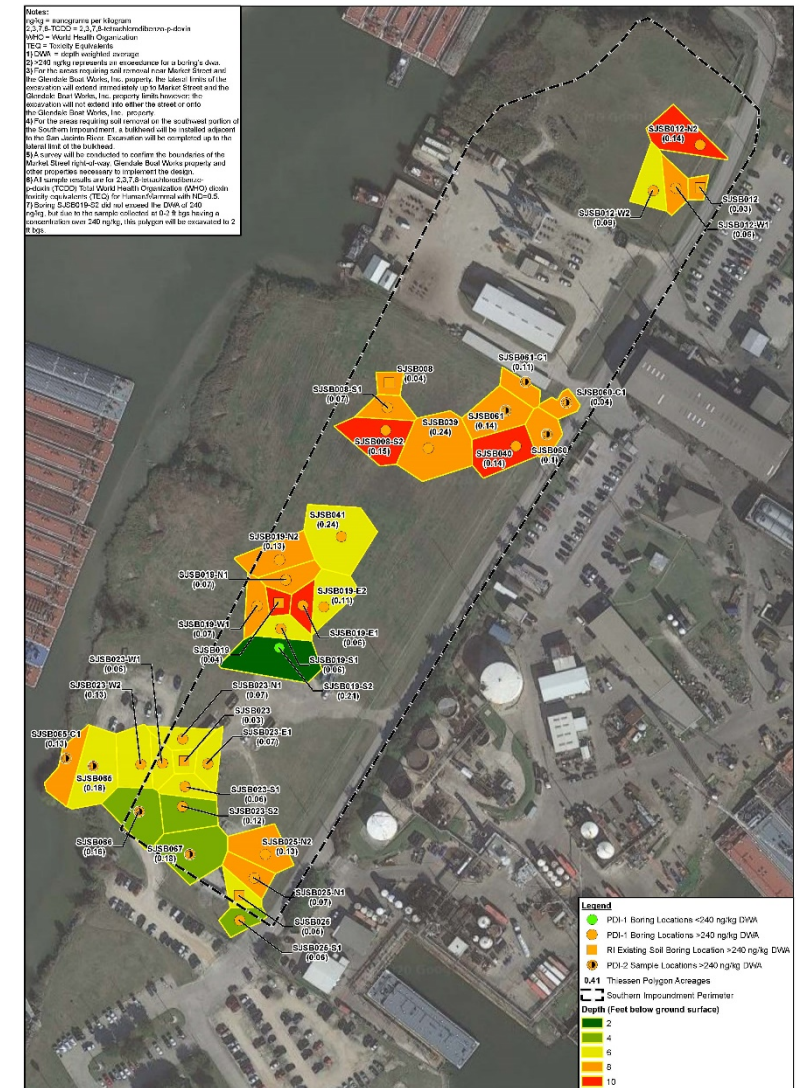 Notes:
ng/kg = nanograms per kilogram
2,3,7,8-TCDD = 2,3,7,8-tetrachlorodibenzo-p-dioxin
WHO = World Health Organization
TEQ = Toxicity Equivalents
1) DWA = depth weighted average
2) >240 ng/kg represents an exceedance for a boring's dwa.
3) For the areas requiring soil removal near Market Street and
the Glendale Boat Works, Inc. property, the lateral limits of the
excavation will extend immediately up to Market Street and the
Glendale Boat Works, Inc. property limits however, the
excavation will not extend into either the street or onto
the Glendale Boat Works, Inc. property.
4) For the areas requiring soil removal on the southwest portion of
the Southern Impoundment, a bulkhead will be installed adjacent
to the San Jacinto River. Excavation will be completed up to the
lateral limit of the bulkhead.
5) A survey will be conducted to confirm the boundaries of the
Market Street right-of-way, Glendale Boat Works property and
other properties necessary to implement the design.
6) All sample results are for 2,3,7,8-tetrachlorodibenzo-
p-dioxin (TCDD) Total World Health Organization (WHO) dioxin
toxicity equivalents (TEQ) for Human/Mammal with ND=0.5.
7) Boring SJSB019-S2 did not exceed the DWA of 240
ng/kg, but due to the sample collected at 0-2 ft bgs having a
concentration over 240 ng/kg, this polygon will be excavated to 2
ft bgs.
SJSB012-N2
(0.14)
SJSB012
(0.03)
SJSB012-W2
(0.09)
SJSB012-W1
(0.06)
SJSB061-C1
(0.11)
SJSB008
(0.04)
SJSB008-S1
(0.07)
SJSB060-C1
(0.04)
SJSB061
(0.14)
SJSB039
(0.24)
SJSB008-S2
(0.15)
SJSB040
(0.14)
SJSB060
(0.1)
SJSB041
(0.24)
SJSB019-N2
(0.13)
SJSB019-N1
(0.07)
SJSB019-E2
(0.11)
SJSB019-W1
(0.07)
SJSB019-E1
(0.06)
SJSB019
(0.04)
SJSB019-S1
(0.06)
SJSB019-S2
(0.21)
SJSB023-W1
(0.06)
SJSB023-W2
(0.13)
SJSB023-N1
(0.07)
SJSB023
(0.03)
SJSB023-E1
(0.07)
SJSB065-C1
(0.13)
SJSB065
(0.18)
SJSB023-S1
(0.06)
SJSB023-S2
(0.12)
SJSB066
(0.16)
SJSB067
(0.18)
SJSB025-N2
(0.13)
SJSB025-N1
(0.07)
SJSB025
(0.06)
SJSB025-S1
(0.06)
Legend
PDI-1 Boring Locations <240 ng/kg DWA
PDI-1 Boring Locations >240 ng/kg DWA
RI Existing Soil Boring Location >240 ng/kg DWA
PDI-2 Sample Locations >240 ng/kg DWA
0.41 Thiessen Polygon Acreages
Southern Impoundment Perimeter
Depth (Feet below ground surface)
2
4
6
8
10